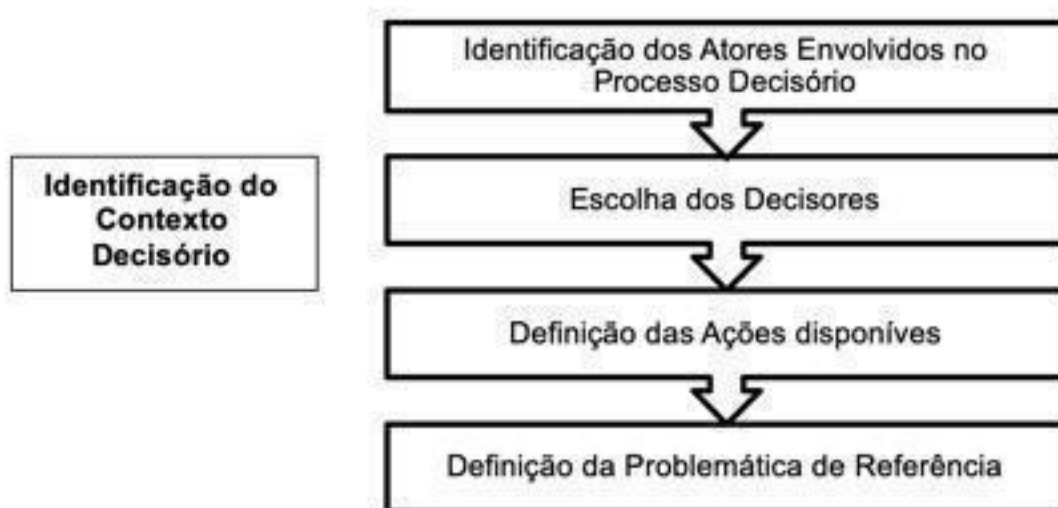 Identificação dos Atores Envolvidos no
Processo Decisório
Identificação do
Contexto
Decisório
Escolha dos Decisores
Definição das Ações disponíves
Definição da Problemática de Referência